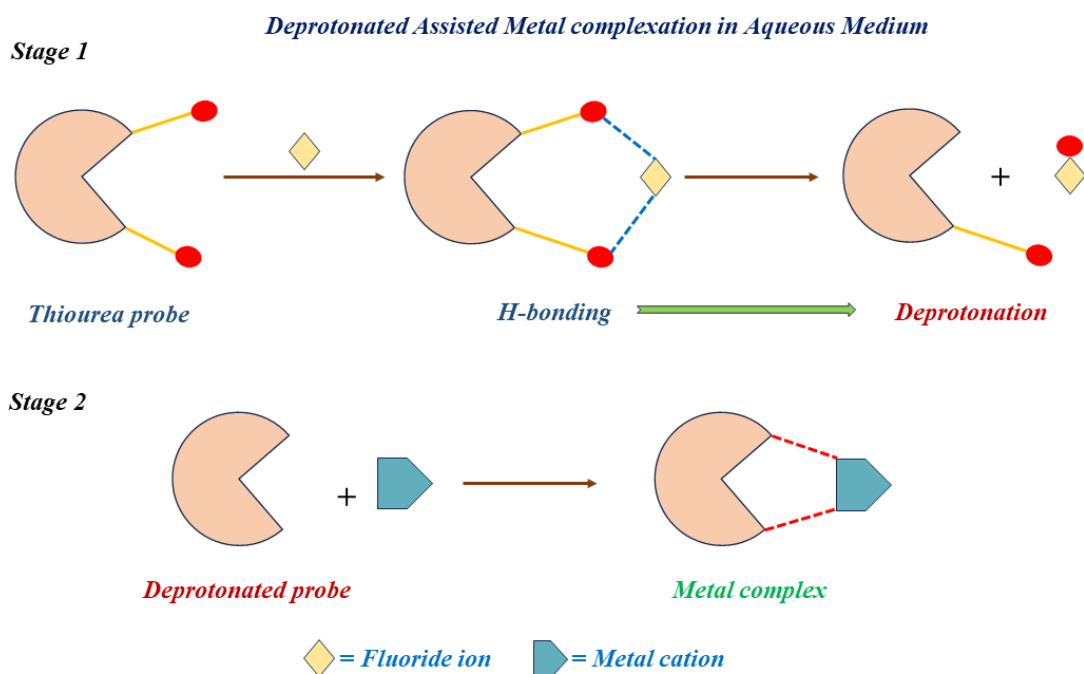 Deprotonated Assisted Metal complexation in Aqueous Medium
Stage 1
+
Thiourea probe
H-bonding
Deprotonation
Stage 2
+
Deprotonated probe
Metal complex
= Fluoride ion
= Metal cation